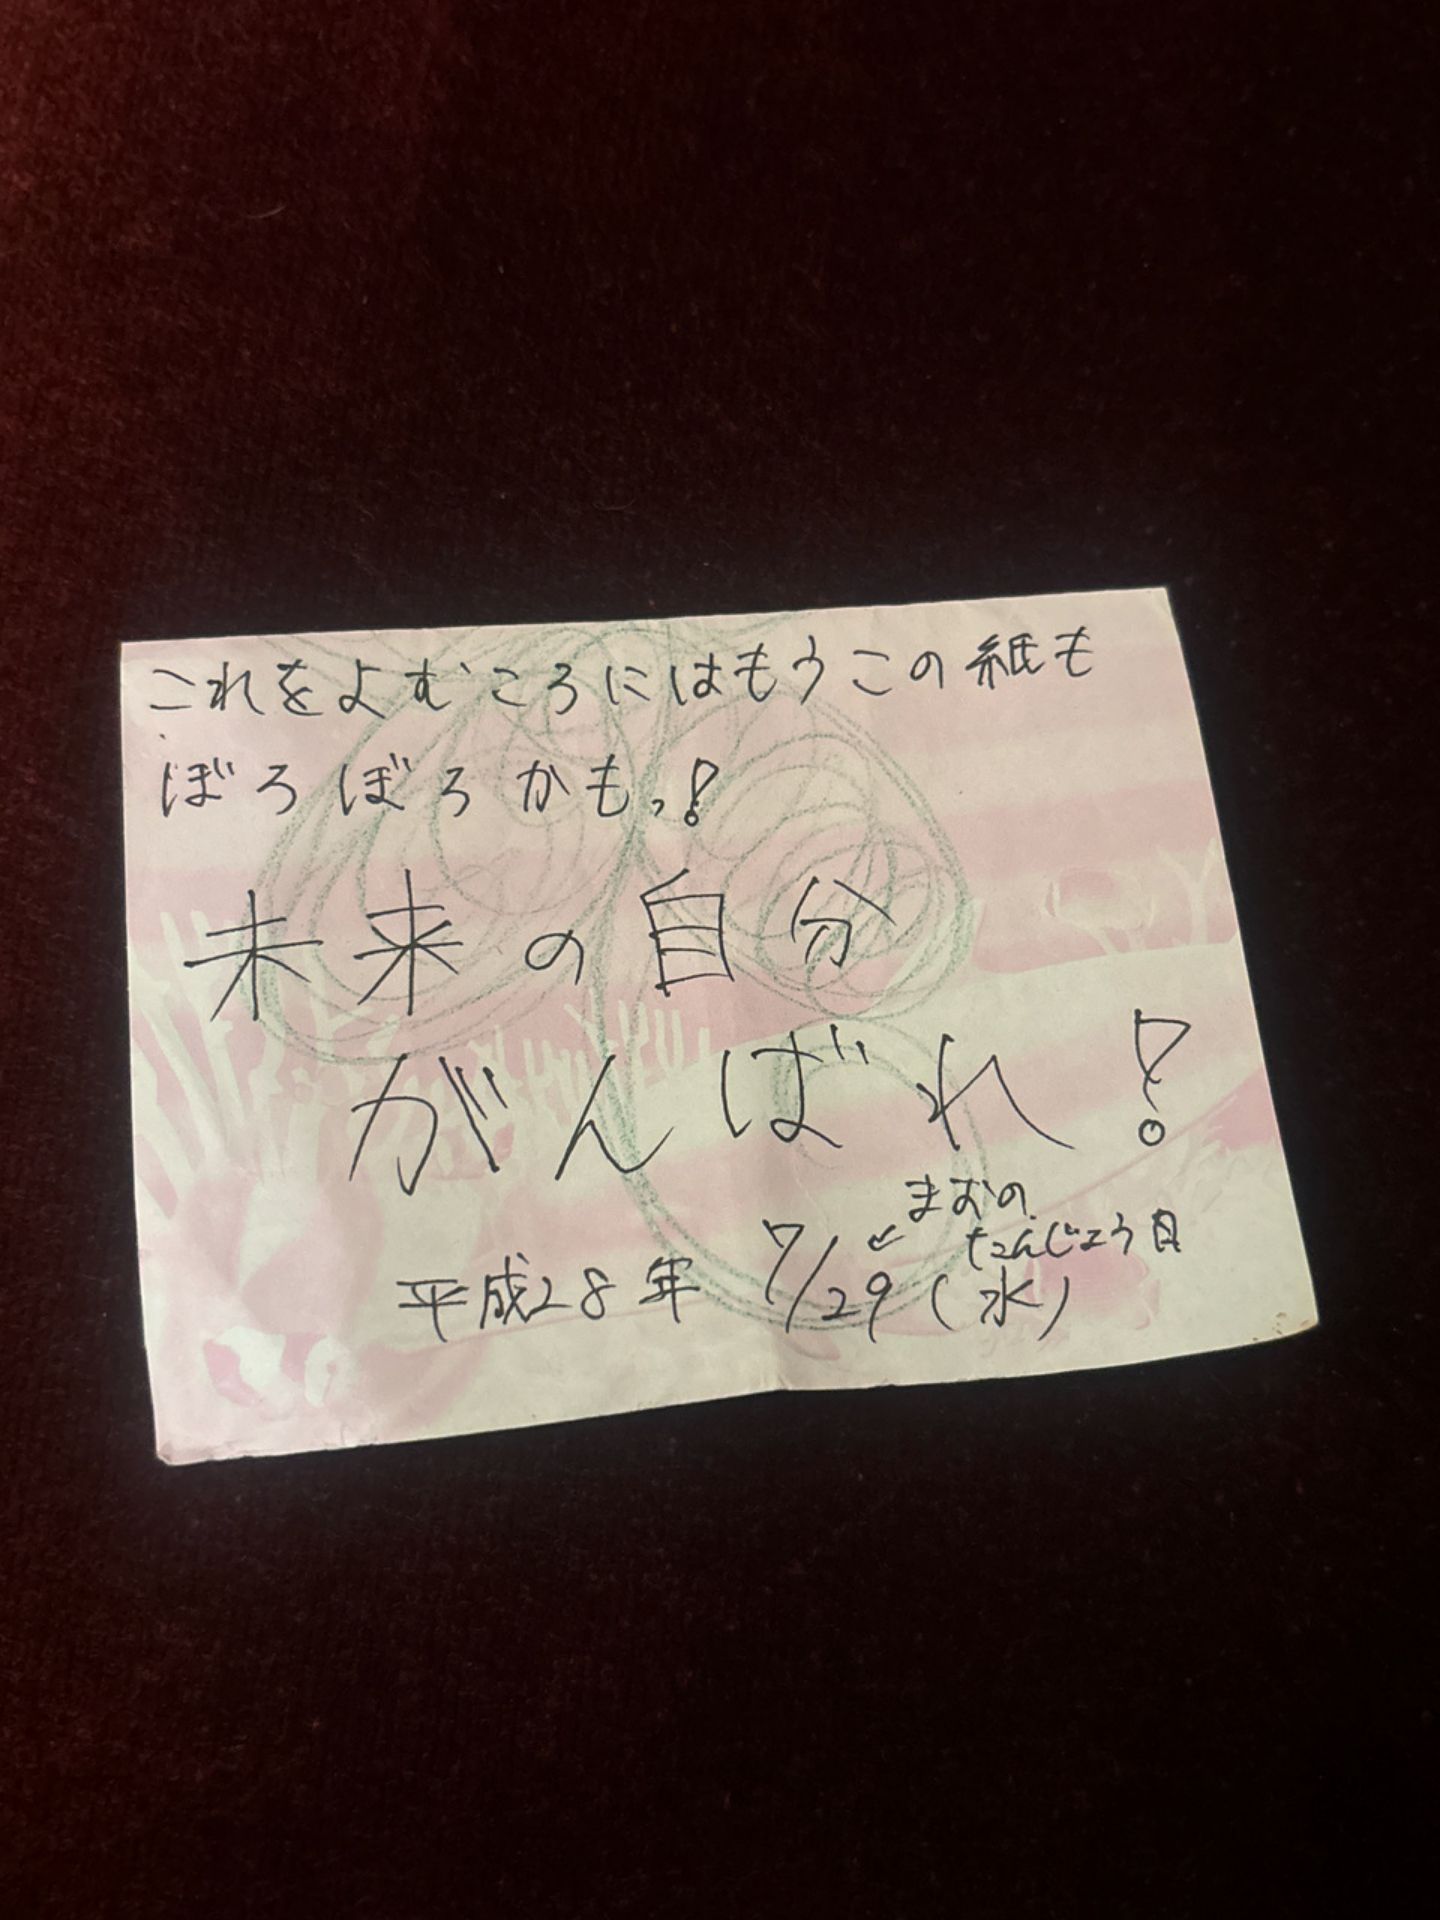 これをよむころにはもうこの紙も
ぼろぼろかもっ!
未来の自分
がんばれ!
まおの
たんじょう日
平成28年 7/29(水)